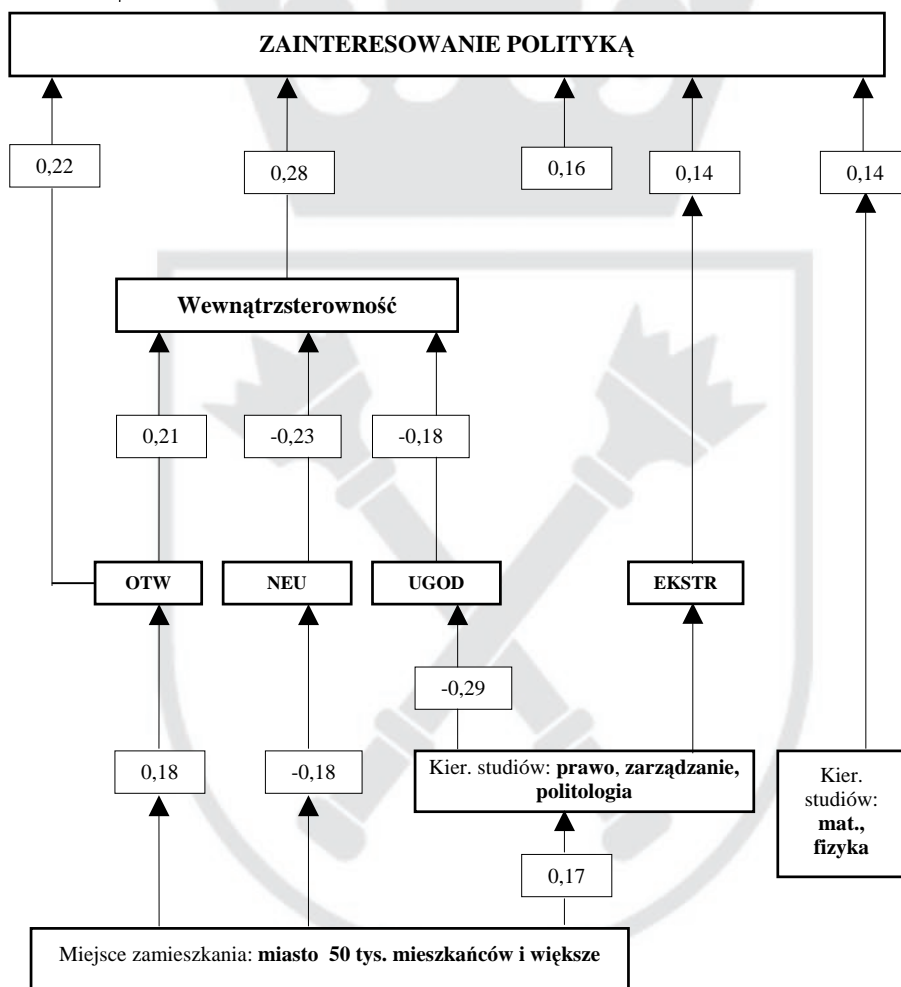 ZAINTERESOWANIE POLITYKĄ
0,22
0,28
0,16
0,14
0,14
Wewnątrzsterowność
0,21
-0,23
-0,18
OTW
NEU
UGOD
EKSTR
-0,29
0,18
-0,18
Kier. studiów: prawo, zarządzanie,
politologia
Kier.
studiów:
mat.,
fizyka
0,17
Miejsce zamieszkania: miasto 50 tys. mieszkańców i większe